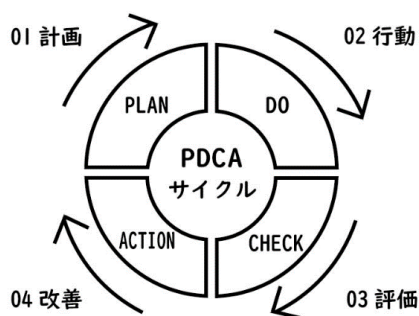 01 計画
02 行動
PLAN
DO
PDCA
サイクル
ACTION
CHECK
04 改善
03 評価